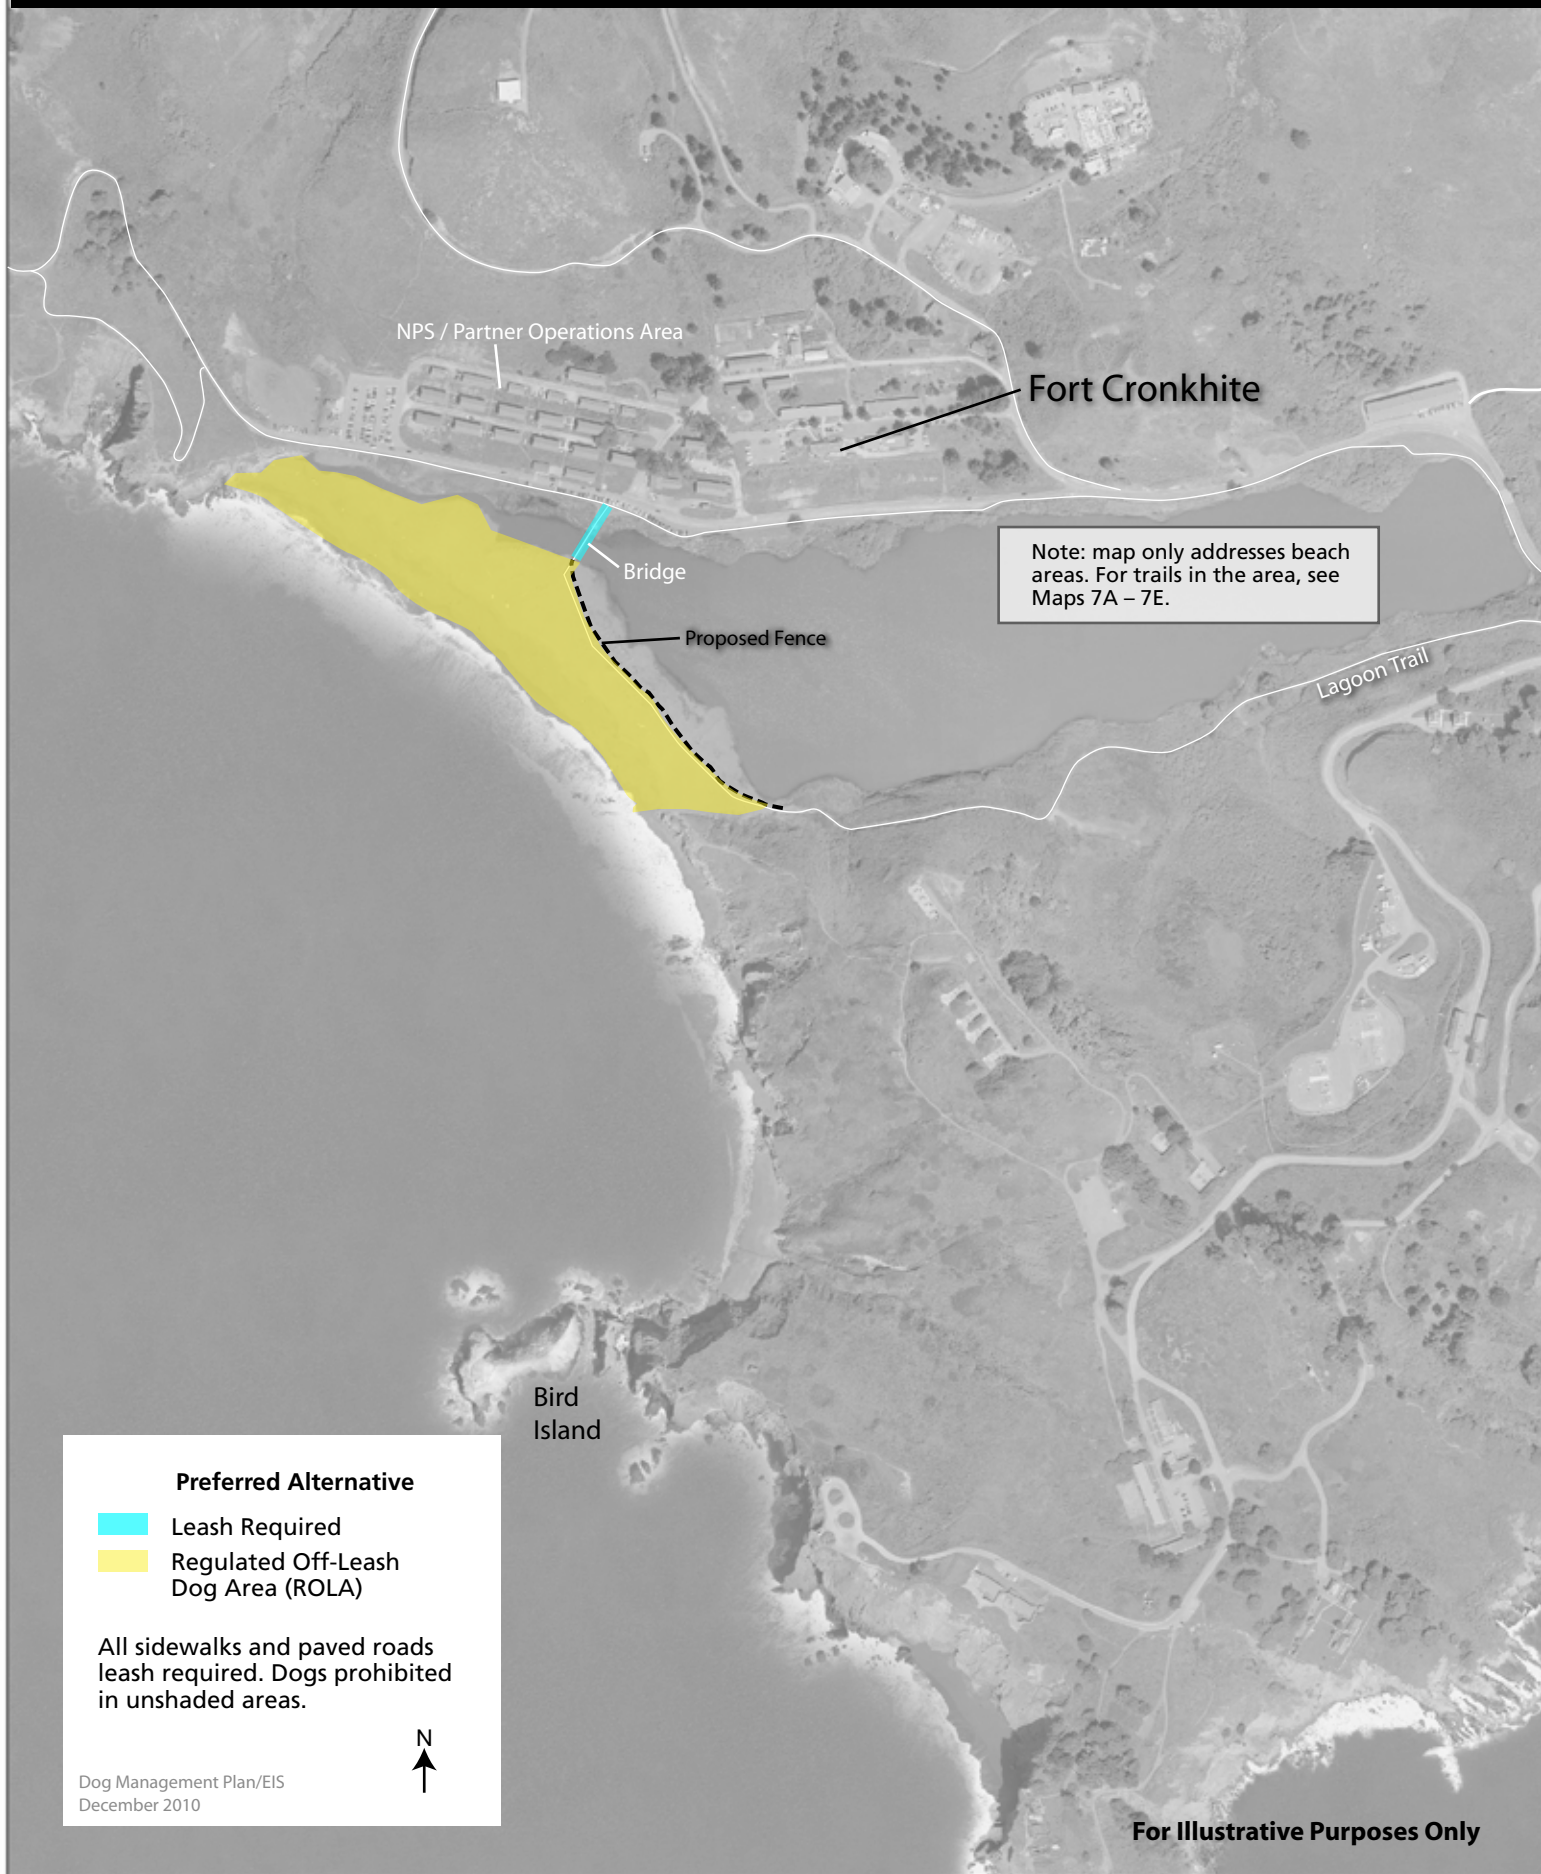 NPS / Partner Operations Area
Fort Cronkhite
Note: map only addresses beach
areas. For trails in the area, see
Maps 7A – 7E.
Bridge
Proposed Fence
Lagoon Trail
Bird
Island
Preferred Alternative
Leash Required
Regulated Off-Leash
Dog Area (ROLA)
All sidewalks and paved roads
leash required. Dogs prohibited
in unshaded areas.
N
Dog Management Plan/EIS
December 2010
For Illustrative Purposes Only